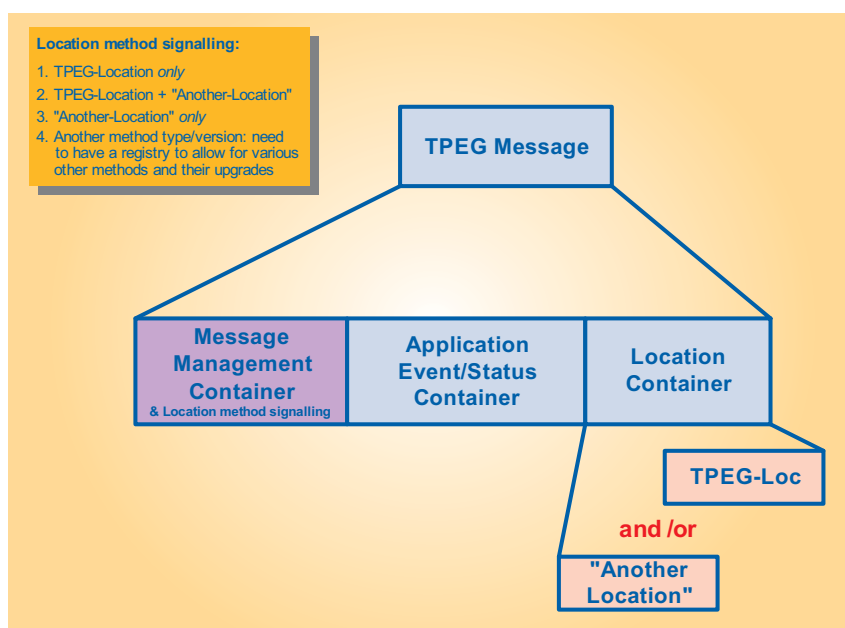 Location method signalling:
1. TPEG-Location only
2. TPEG-Location + "Another-Location"
3. "Another-Location" only
4. Another method type/version: need
to have a registry to allow for various
other methods and their upgrades
TPEG Message
Message
Management
Container
& Location method signalling
Application
Event/Status
Container
Location
Container
TPEG-Loc
and /or
"Another
Location"